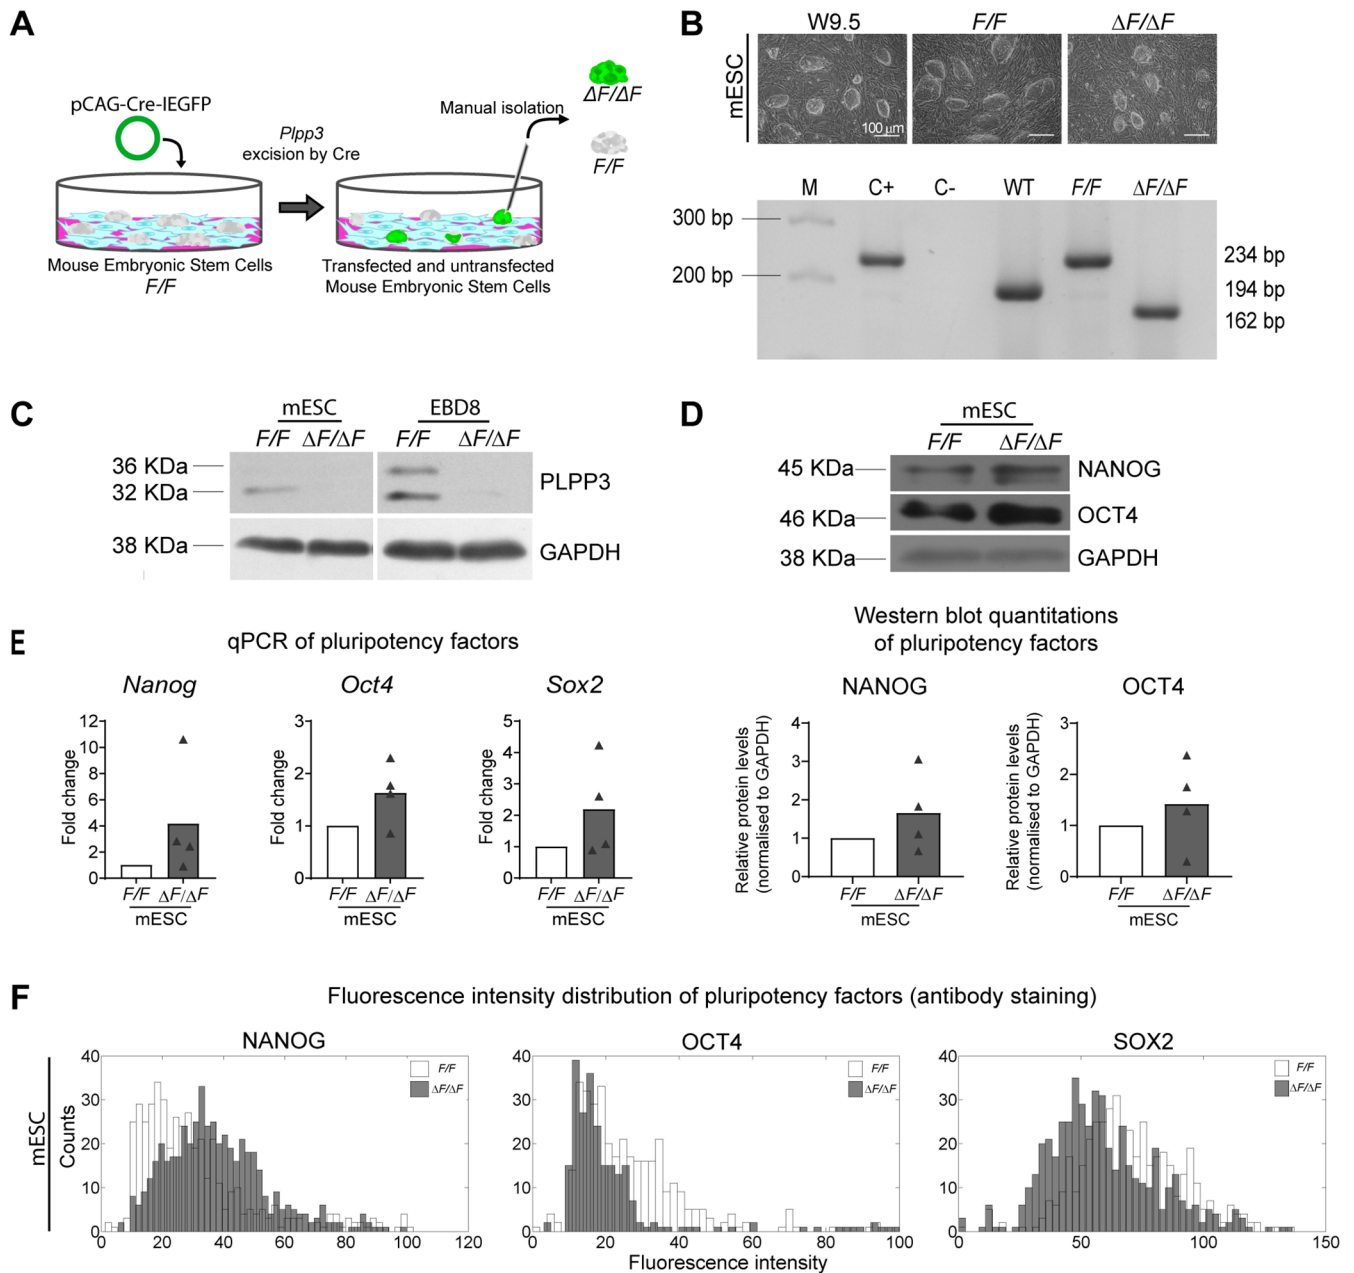 A
pCAG-Cre-IEGFP
Plpp3
excision by Cre
Manual isolation
ΔF/ΔF
F/F
Mouse Embryonic Stem Cells
F/F
Transfected and untransfected
Mouse Embryonic Stem Cells
B
W9.5 F/F ΔF/ΔF
mESC
100 µm
M C+ C- WT F/F ΔF/ΔF
300 bp
200 bp
234 bp
194 bp
162 bp
C
mESC EBD8
F/F ΔF/ΔF F/F ΔF/ΔF
36 KDa
32 KDa
PLPP3
38 KDa
GAPDH
D
mESC
F/F ΔF/ΔF
45 KDa NANOG
46 KDa OCT4
38 KDa GAPDH
E
qPCR of pluripotency factors
Nanog
Fold change
12
10
8
6
4
2
0
F/F ΔF/ΔF
mESC
Oct4
Fold change
3
2
1
0
F/F ΔF/ΔF
mESC
Sox2
Fold change
5
4
3
2
1
0
F/F ΔF/ΔF
mESC
Western blot quantitations
of pluripotency factors
NANOG
Relative protein levels
(normalised to GAPDH)
4
3
2
1
0
F/F ΔF/ΔF
mESC
OCT4
Relative protein levels
(normalised to GAPDH)
3
2
1
0
F/F ΔF/ΔF
mESC
F
Fluorescence intensity distribution of pluripotency factors (antibody staining)
mESC
Counts
NANOG
40
30
20
10
0
0 20 40 60 80 100 120
F/F
ΔF/ΔF
OCT4
40
30
20
10
0
0 20 40 60 80 100
F/F
ΔF/ΔF
SOX2
40
30
20
10
0
0 50 100 150
F/F
ΔF/ΔF
Fluorescence intensity